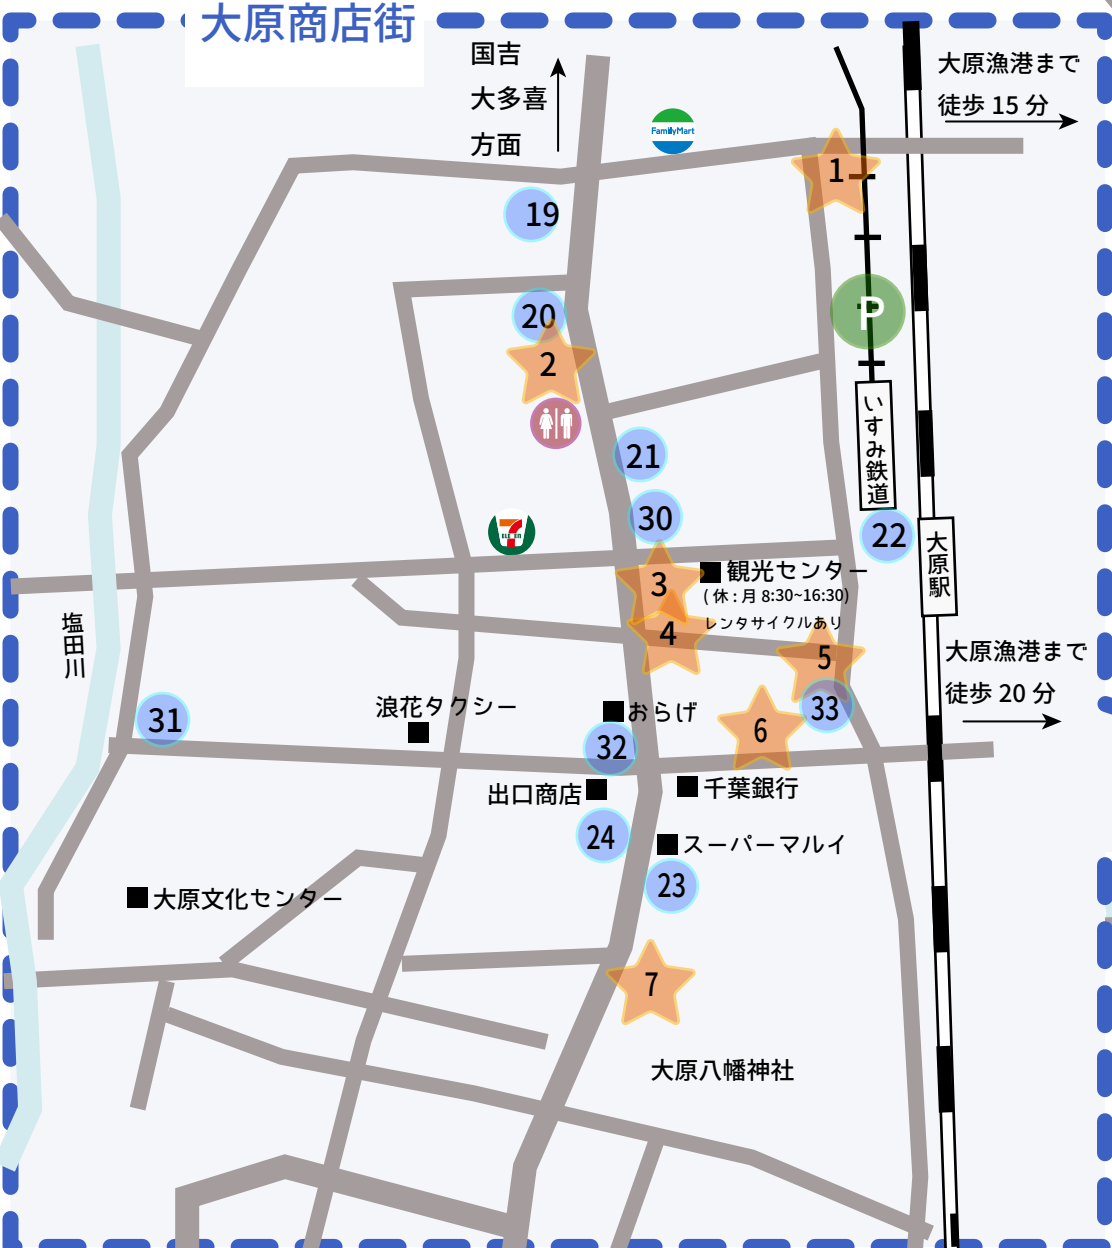 大原商店街
国吉
大多喜
方面
大原漁港まで
徒歩 15 分
FamilyMart
1
19
20
2
P
いすみ鉄道
21
30
22
7
ELEVEN
大原駅
3
観光センター
( 休 : 月 8:30~16:30)
レンタサイクルあり
4
5
塩田川
大原漁港まで
徒歩 20 分
31
浪花タクシー
おらげ
33
6
32
出口商店
千葉銀行
24
スーパーマルイ
23
大原文化センター
7
大原八幡神社